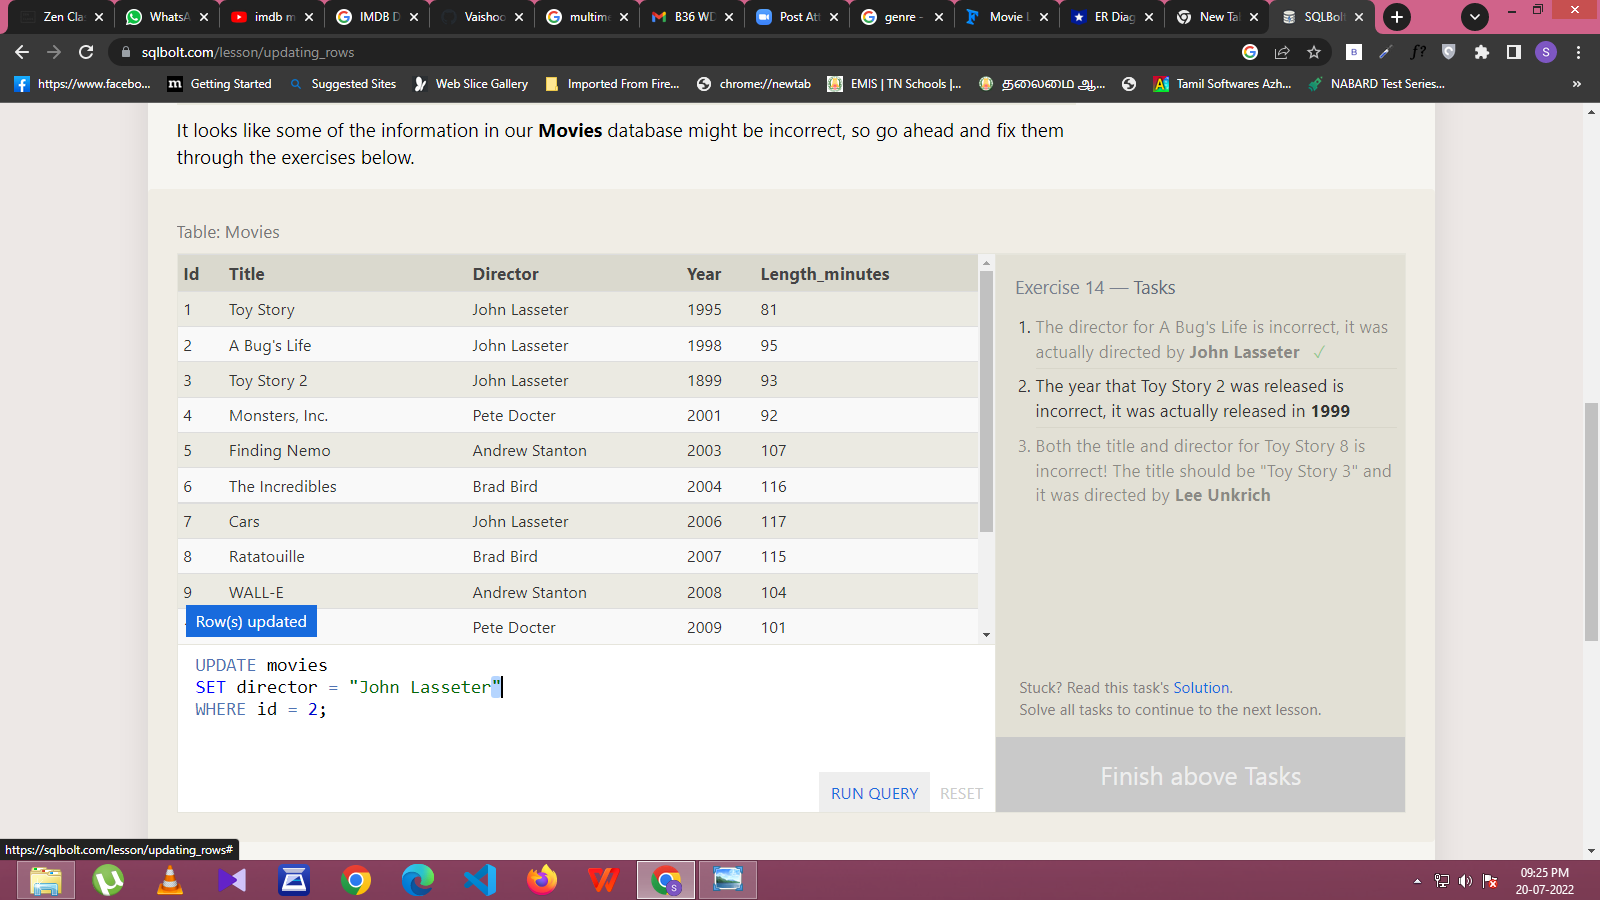 Zen Cla
WhatsA
imdb m
IMDB D
Vaishoo
multime
B36 WD
Post Att
genre -
Movie L
ER Diag
New Tab
SQLBolt
sqlbolt.com/lesson/updating_rows
https://www.facebo...
Getting Started
Suggested Sites
Web Slice Gallery
Imported From Fire...
chrome://newtab
EMIS | TN Schools |...
தலைமை ஆ...
Tamil Softwares Azh...
NABARD Test Series...
»
It looks like some of the information in our Movies database might be incorrect, so go ahead and fix them
through the exercises below.
Table: Movies
Id Title Director Year Length_minutes
1 Toy Story John Lasseter 1995 81
2 A Bug's Life John Lasseter 1998 95
3 Toy Story 2 John Lasseter 1899 93
4 Monsters, Inc. Pete Docter 2001 92
5 Finding Nemo Andrew Stanton 2003 107
6 The Incredibles Brad Bird 2004 116
7 Cars John Lasseter 2006 117
8 Ratatouille Brad Bird 2007 115
9 WALL-E Andrew Stanton 2008 104
Pete Docter 2009 101
Row(s) updated
UPDATE movies
SET director = "John Lasseter"
WHERE id = 2;
RUN QUERY
RESET
Exercise 14 — Tasks
1. The director for A Bug's Life is incorrect, it was
actually directed by John Lasseter ✓
2. The year that Toy Story 2 was released is
incorrect, it was actually released in 1999
3. Both the title and director for Toy Story 8 is
incorrect! The title should be "Toy Story 3" and
it was directed by Lee Unkrich
Stuck? Read this task's Solution.
Solve all tasks to continue to the next lesson.
Finish above Tasks
https://sqlbolt.com/lesson/updating_rows#
09:25 PM
20-07-2022